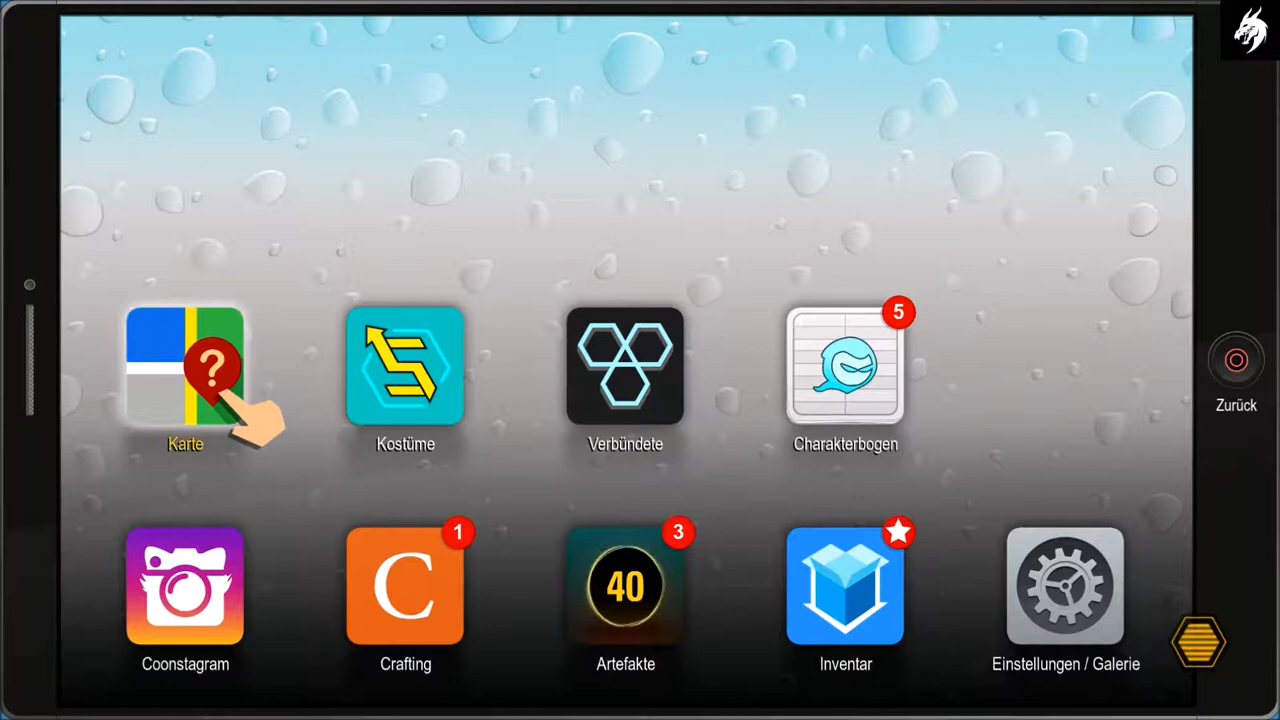 5
?
Karte
Kostüme
Verbündete
Charakterbogen
Zurück
1
3
C
40
Coonstagram
Crafting
Artefakte
Inventar
Einstellungen / Galerie